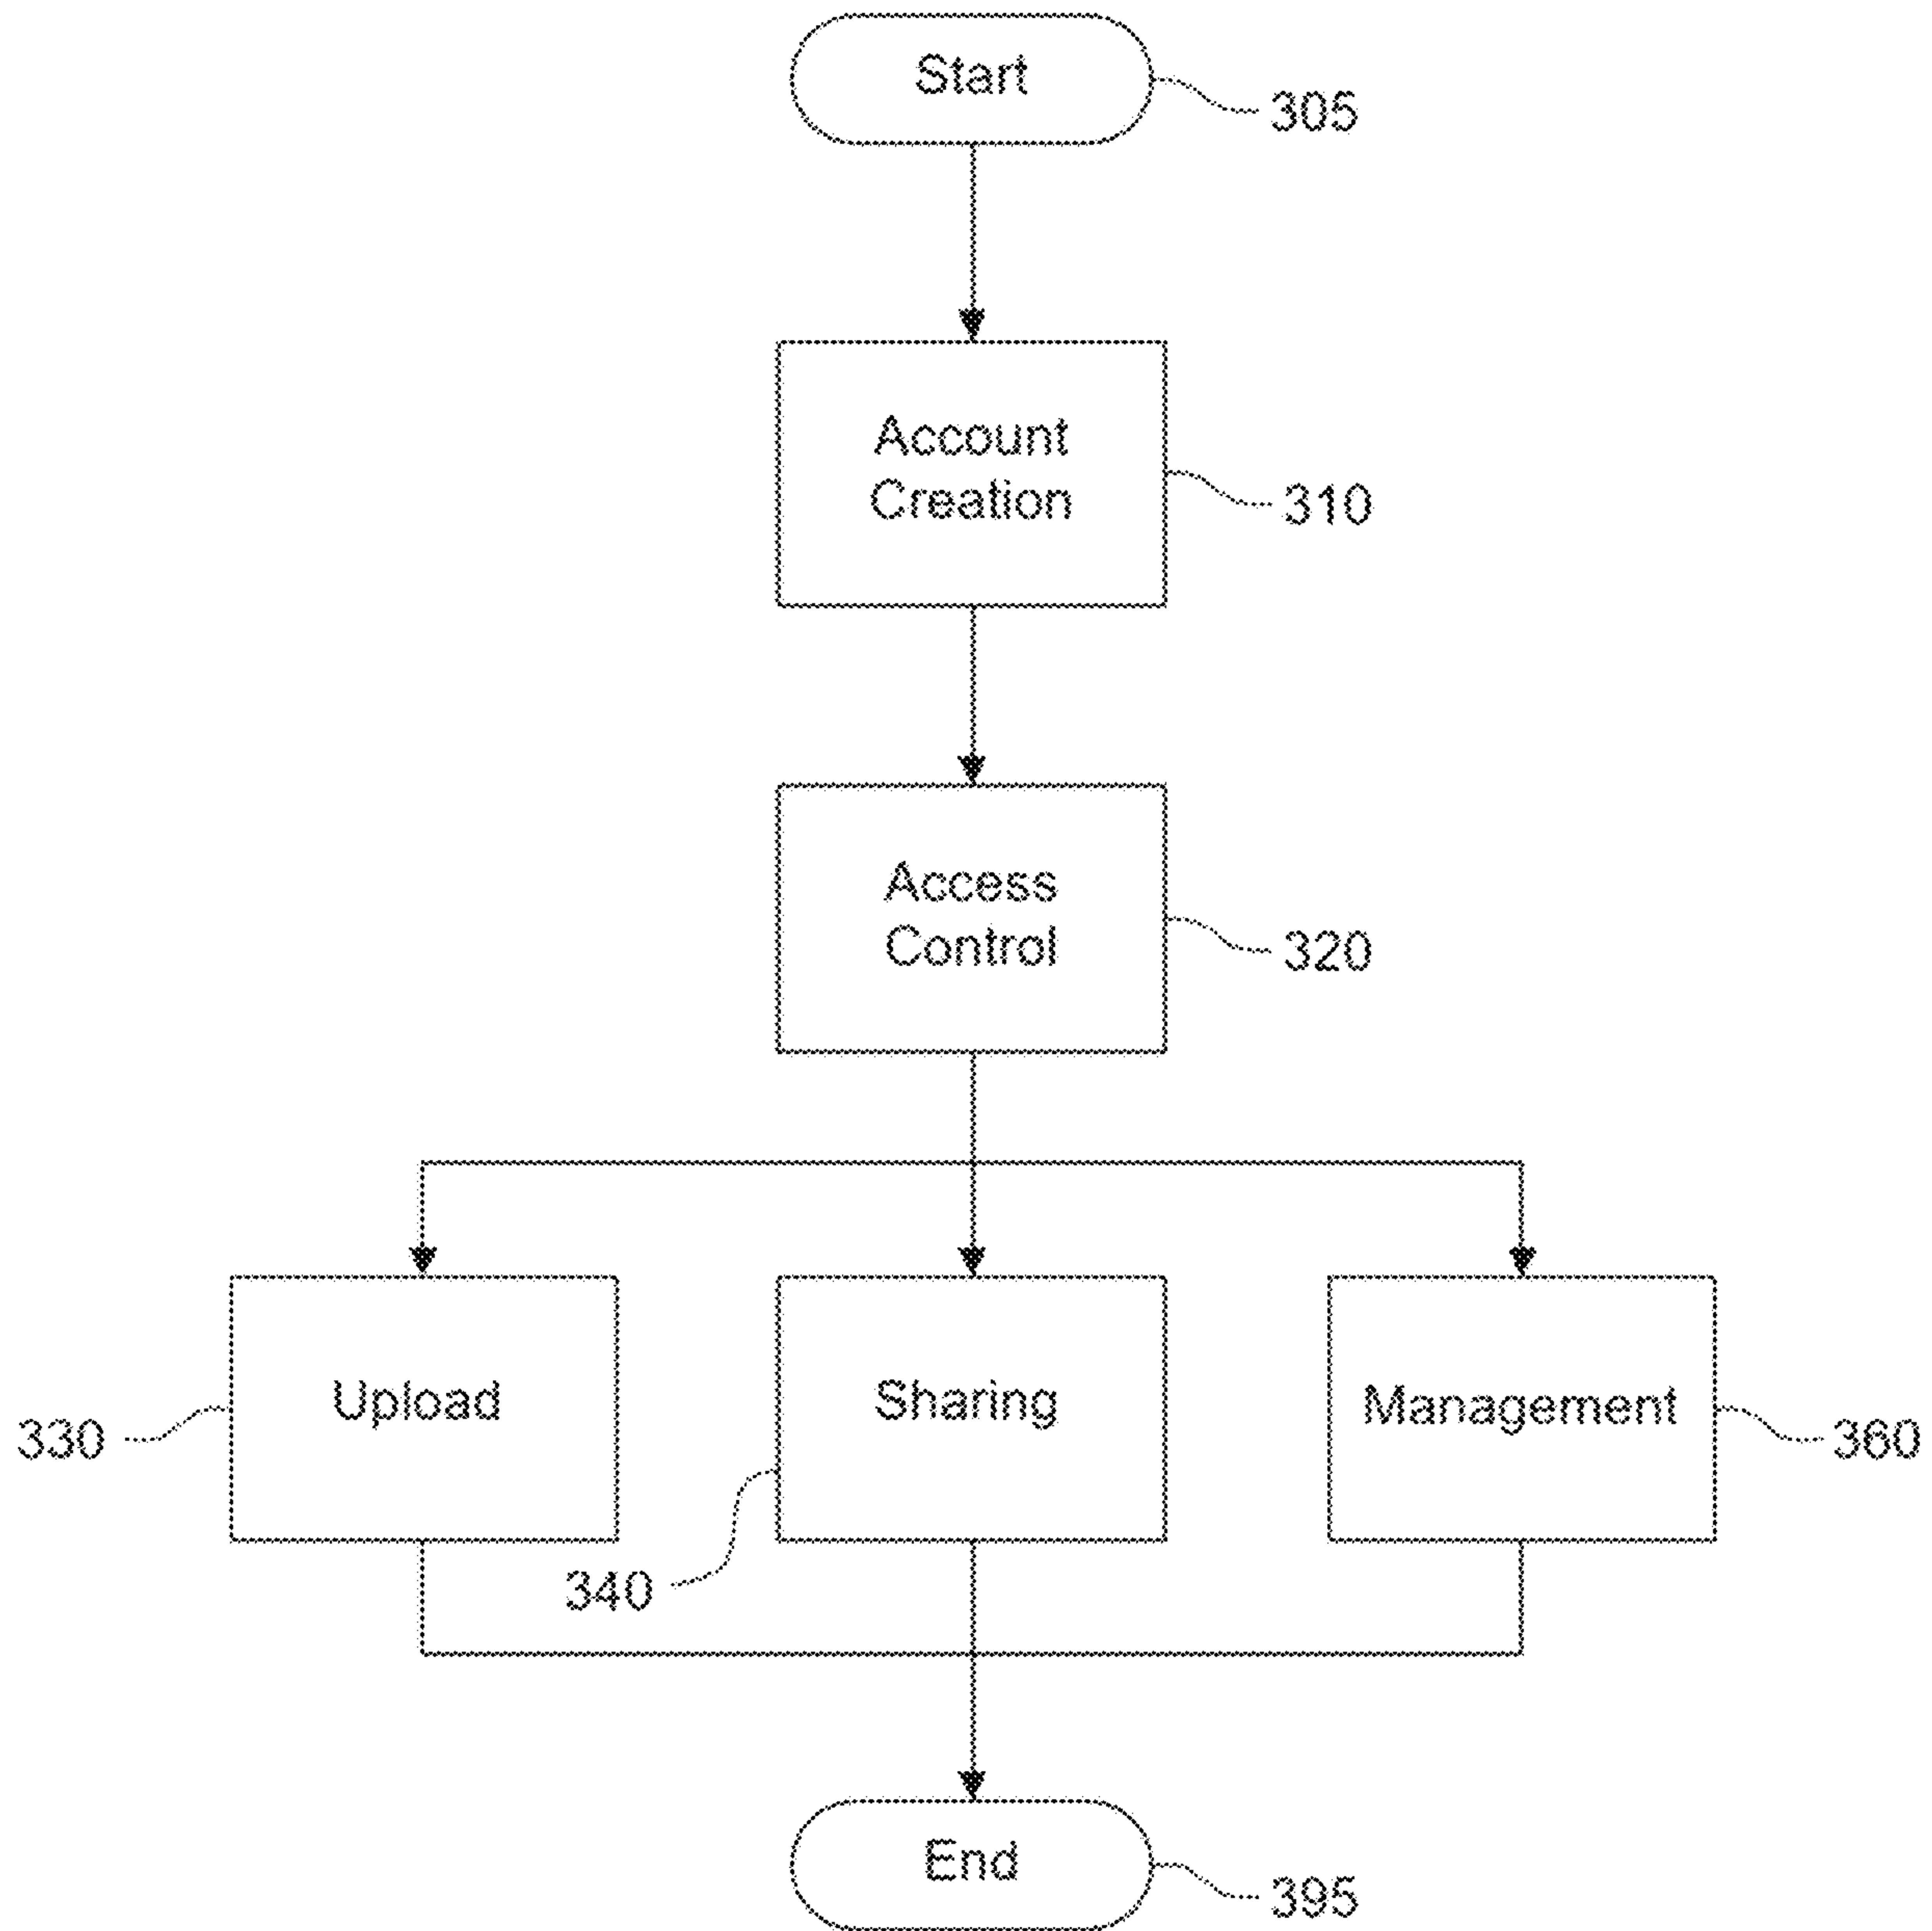 Start
305
Account
Creation
310
Access
Control
320
Upload
Sharing
Management
330
360
340
End
395